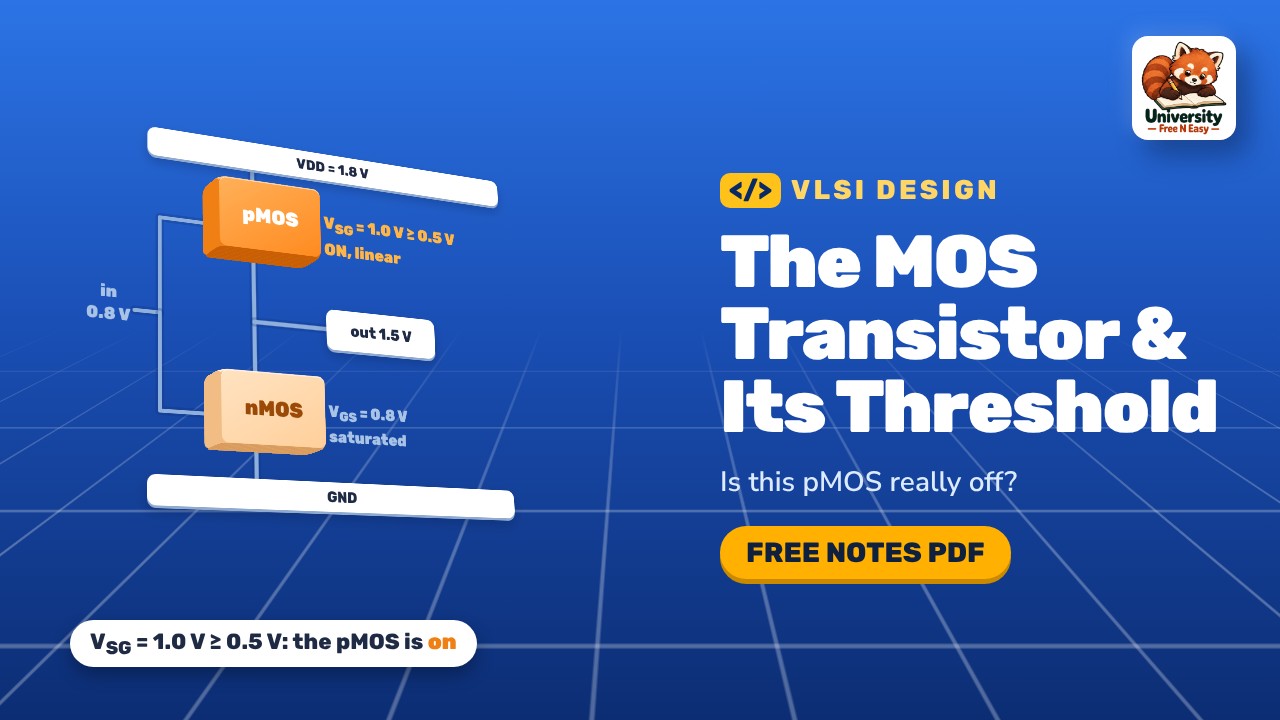 University
Free N Easy
VDD = 1.8 V
pMOS
VSG = 1.0 V ≥ 0.5 V
ON, linear
in
0.8 V
out 1.5 V
nMOS
VGS = 0.8 V
saturated
GND
VSG = 1.0 V ≥ 0.5 V: the pMOS is on
</> VLSI DESIGN
The MOS
Transistor &
Its Threshold
Is this pMOS really off?
FREE NOTES PDF